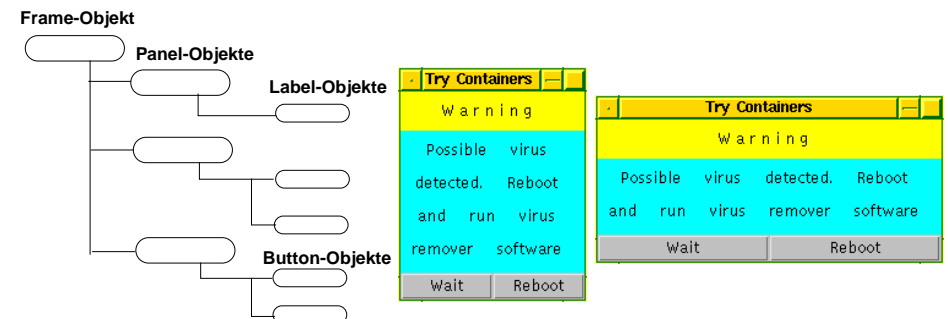 Frame-Objekt
Panel-Objekte
Label-Objekte
Button-Objekte
Try Containers
Warning
Possible virus
detected. Reboot
and run virus
remover software
Wait Reboot
Try Containers
Warning
Possible virus detected. Reboot
and run virus remover software
Wait Reboot